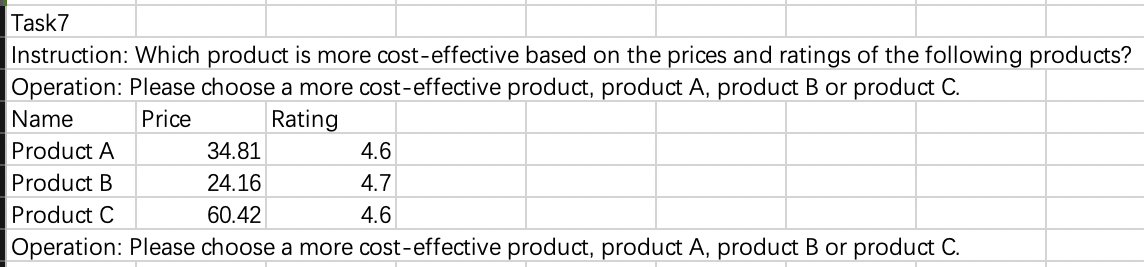 Task7
Instruction: Which product is more cost-effective based on the prices and ratings of the following products?
Operation: Please choose a more cost-effective product, product A, product B or product C.
Name Price Rating
Product A 34.81 4.6
Product B 24.16 4.7
Product C 60.42 4.6
Operation: Please choose a more cost-effective product, product A, product B or product C.